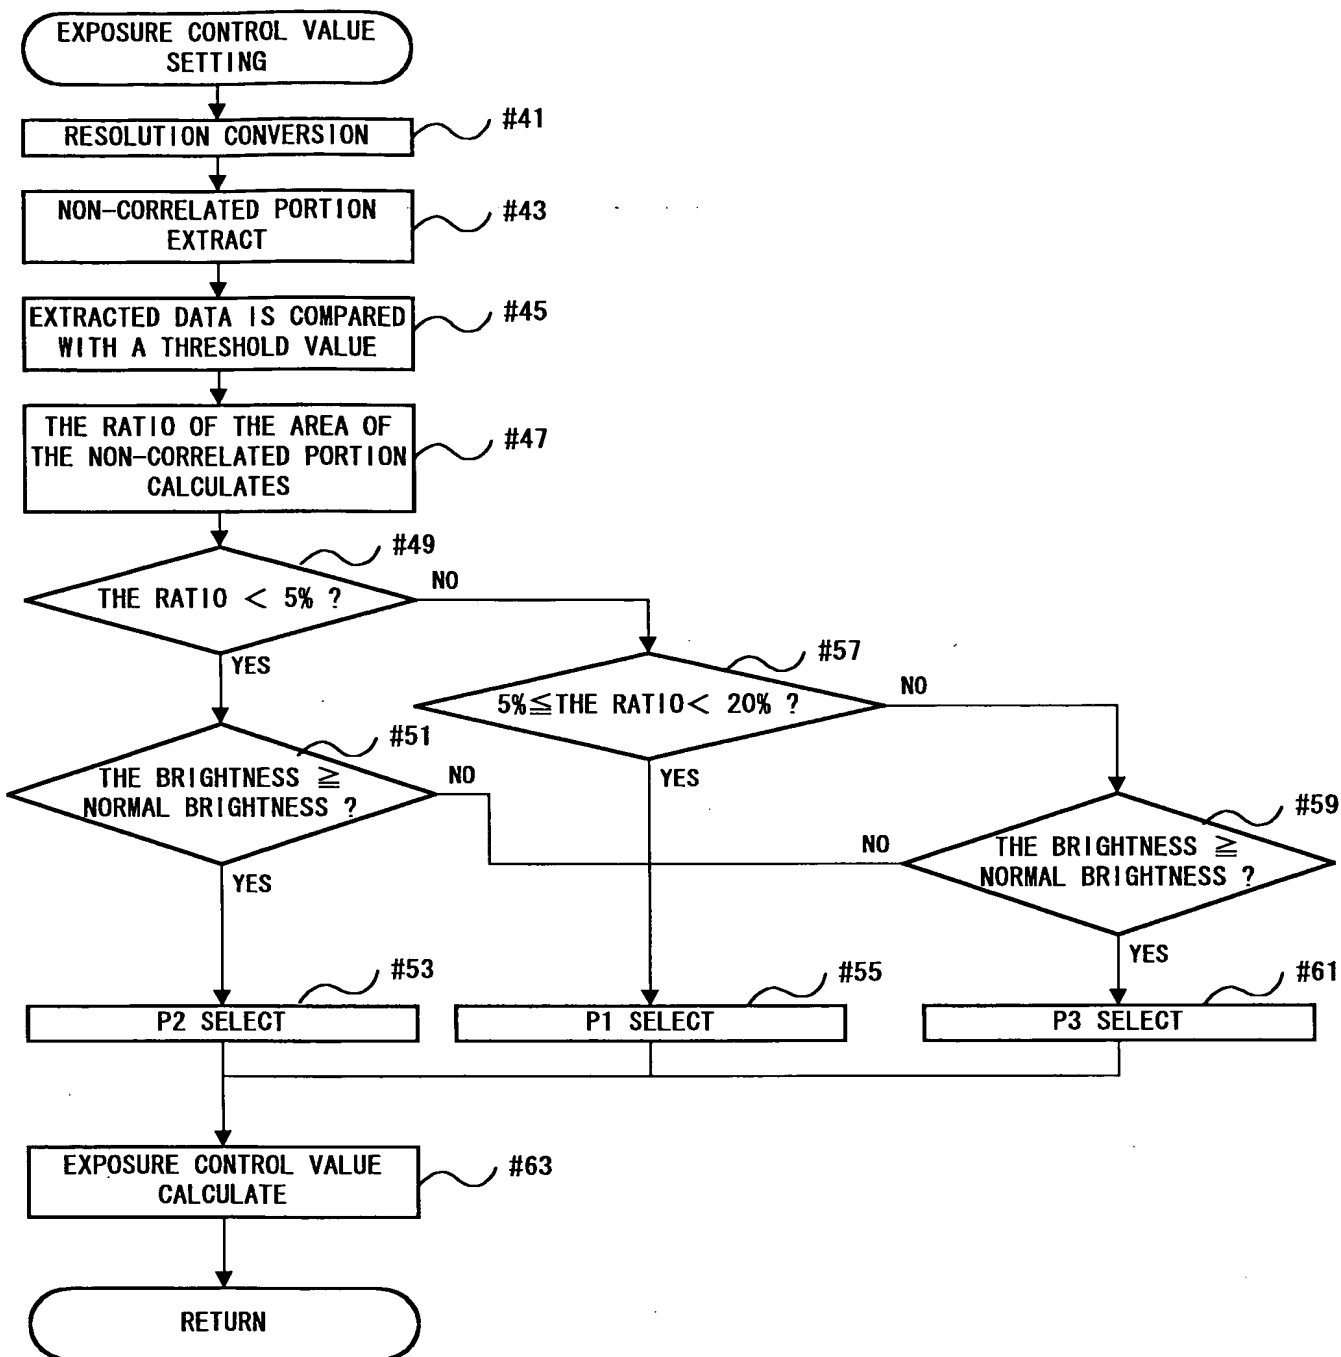 EXPOSURE CONTROL VALUE
SETTING
RESOLUTION CONVERSION
#41
NON-CORRELATED PORTION
EXTRACT
#43
EXTRACTED DATA IS COMPARED
WITH A THRESHOLD VALUE
#45
THE RATIO OF THE AREA OF
THE NON-CORRELATED PORTION
CALCULATES
#47
#49
THE RATIO < 5% ?
NO
YES
#57
5%≦THE RATIO< 20% ?
NO
YES
#51
THE BRIGHTNESS ≧
NORMAL BRIGHTNESS ?
NO
YES
#59
THE BRIGHTNESS ≧
NORMAL BRIGHTNESS ?
NO
YES
#53
P2 SELECT
#55
P1 SELECT
#61
P3 SELECT
EXPOSURE CONTROL VALUE
CALCULATE
#63
RETURN